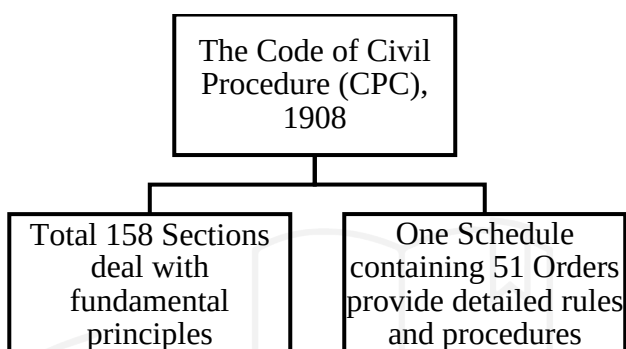 The Code of Civil
Procedure (CPC),
1908
Total 158 Sections
deal with
fundamental
principles
One Schedule
containing 51 Orders
provide detailed rules
and procedures